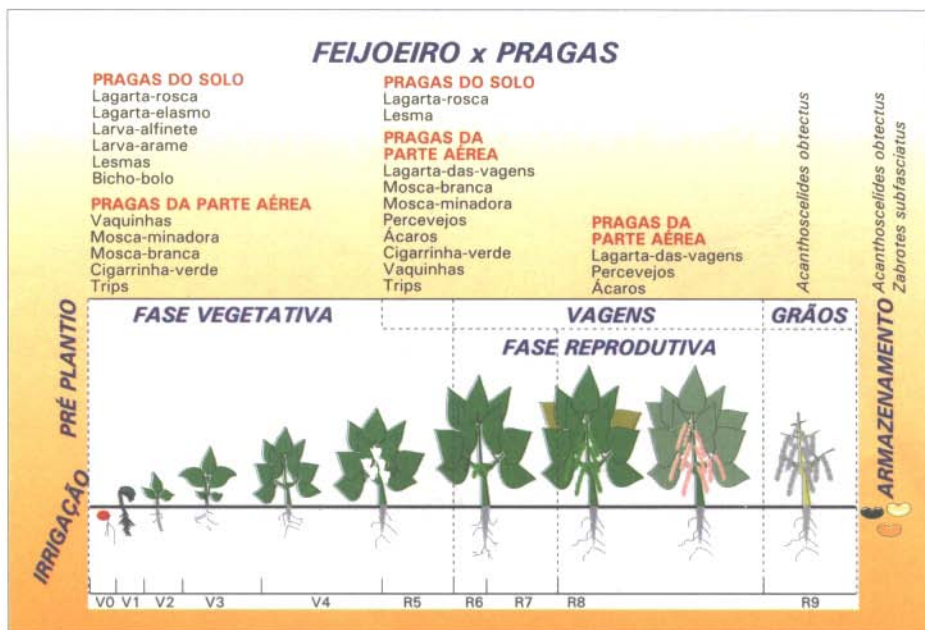 FEIJOEIRO x PRAGAS
PRAGAS DO SOLO
Lagarta-rosca
Lagarta-elasmo
Larva-alfinete
Larva-arame
Lesmas
Bicho-bolo
PRAGAS DA PARTE AÉREA
Vaquinhas
Mosca-minadora
Mosca-branca
Cigarrinha-verde
Trips
PRAGAS DO SOLO
Lagarta-rosca
Lesma
PRAGAS DA
PARTE AÉREA
Lagarta-das-vagens
Mosca-branca
Mosca-minadora
Percevejos
Ácaros
Cigarrinha-verde
Vaquinhas
Trips
PRAGAS DA
PARTE AÉREA
Lagarta-das-vagens
Percevejos
Ácaros
Acanthoscelides obtectus
Acanthoscelides obtectus
Zabrotes subfasciatus
PRÉ PLANTIO
IRRIGAÇÃO
FASE VEGETATIVA
VAGENS
GRÃOS
FASE REPRODUTIVA
ARMAZENAMENTO
V0 V1 V2 V3 V4 R5 R6 R7 R8 R9